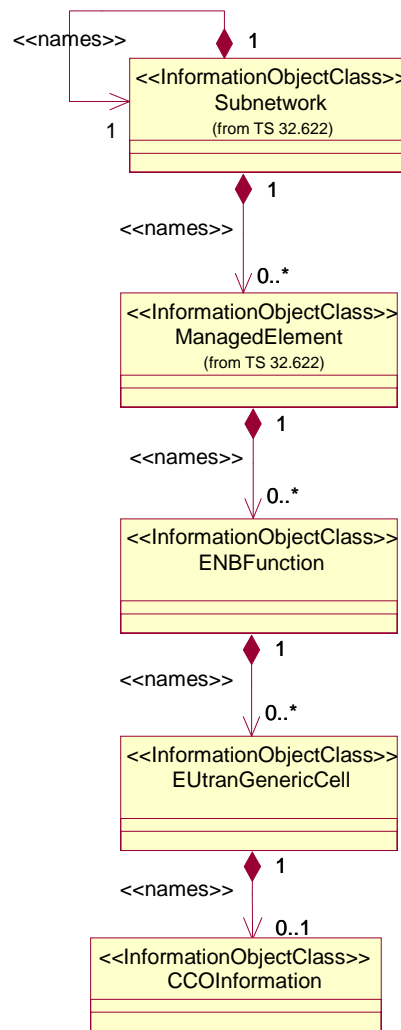 <<names>>
1
1
<<InformationObjectClass>>
Subnetwork
(from TS 32.622)
1
<<names>>
0..*
<<InformationObjectClass>>
ManagedElement
(from TS 32.622)
1
<<names>>
0..*
<<InformationObjectClass>>
ENBFunction
1
<<names>>
0..*
<<InformationObjectClass>>
EUtranGenericCell
1
<<names>>
0..1
<<InformationObjectClass>>
CCOInformation